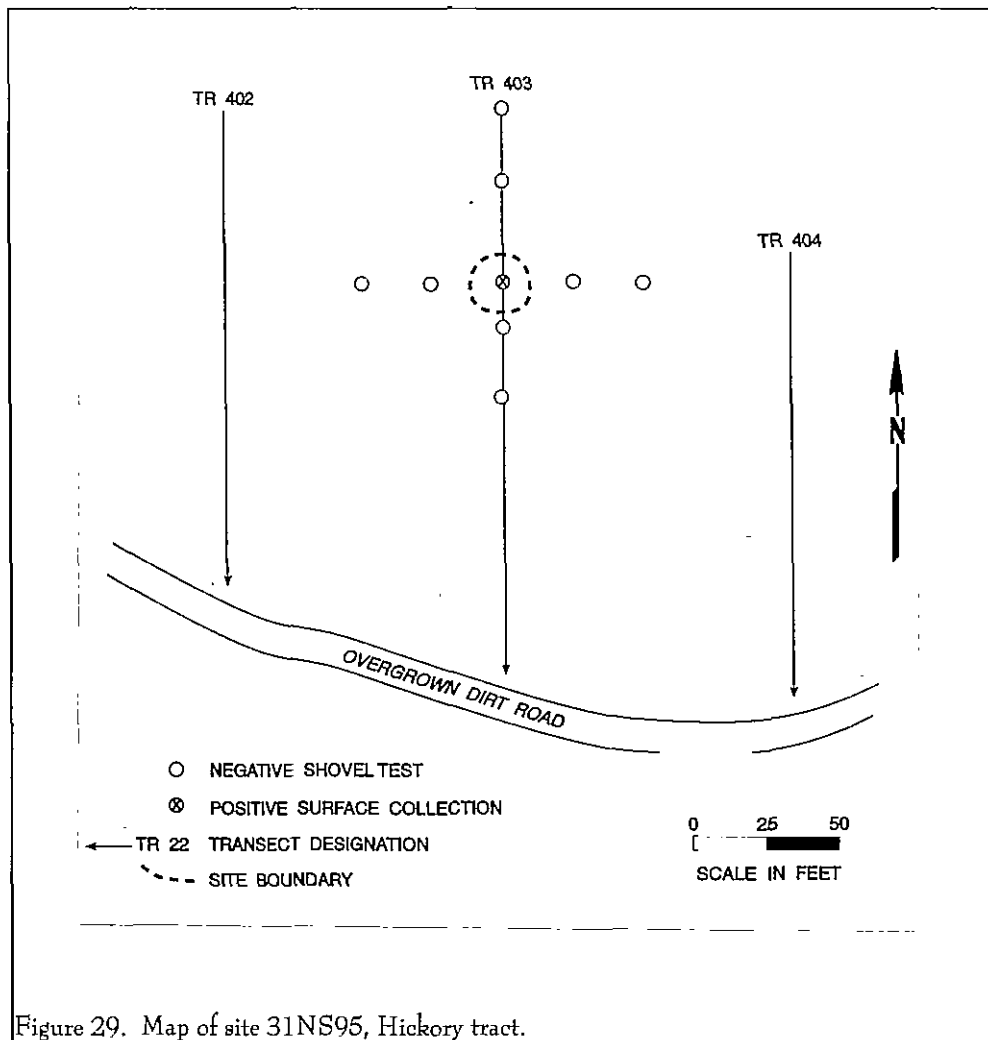 TR 403
TR 402
TR 404
N
OVERGROWN DIRT ROAD
NEGATIVE SHOVEL TEST
POSITIVE SURFACE COLLECTION
TR 22 TRANSECT DESIGNATION
SITE BOUNDARY
0 25 50
SCALE IN FEET
Figure 29. Map of site 31NS95, Hickory tract.